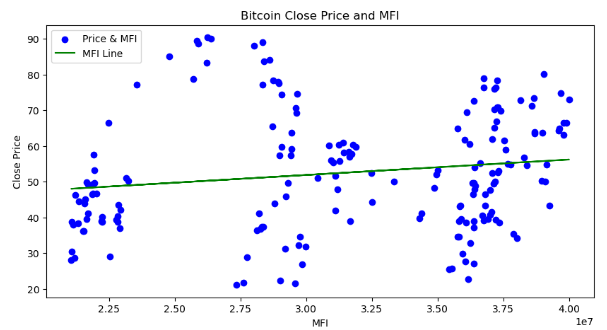 Bitcoin Close Price and MFI
Price & MFI
MFI Line
Close Price
90
80
70
60
50
40
30
20
2.25
2.50
2.75
3.00
3.25
3.50
3.75
4.00
1e7
MFI